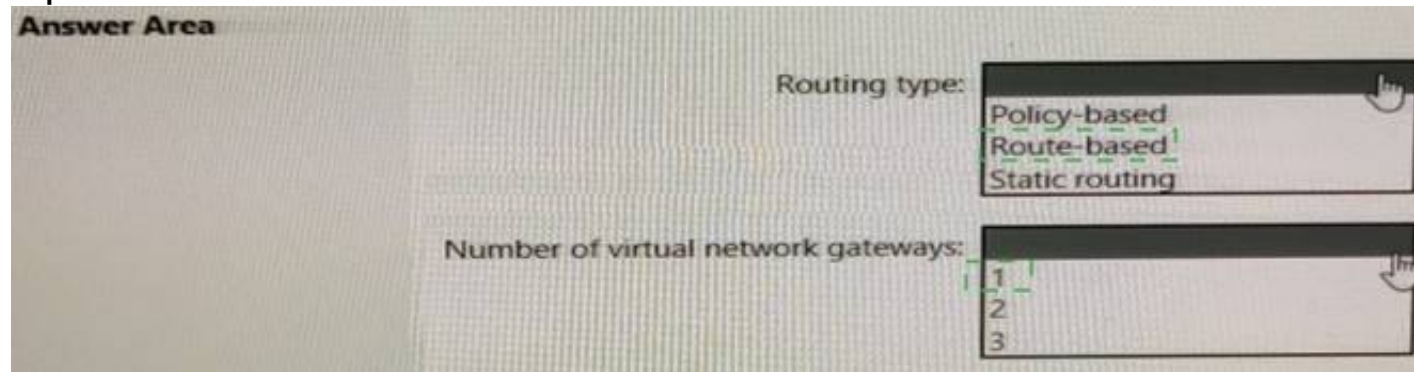 Answer Area
Routing type:
Policy-based
Route-based
Static routing
Number of virtual network gateways:
1
2
3